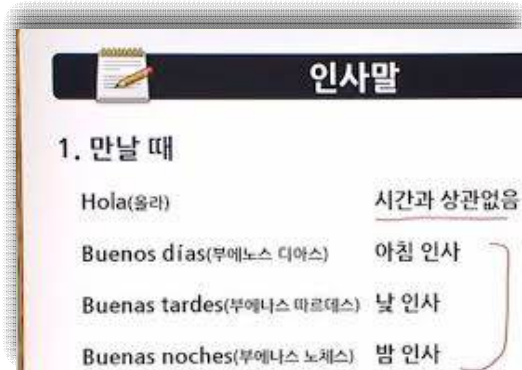 인사말
1. 만날 때
Hola(올라) 시간과 상관없음
Buenos días(부에노스 디아스) 아침 인사
Buenas tardes(부에나스 따르데스) 낮 인사
Buenas noches(부에나스 노체스) 밤 인사